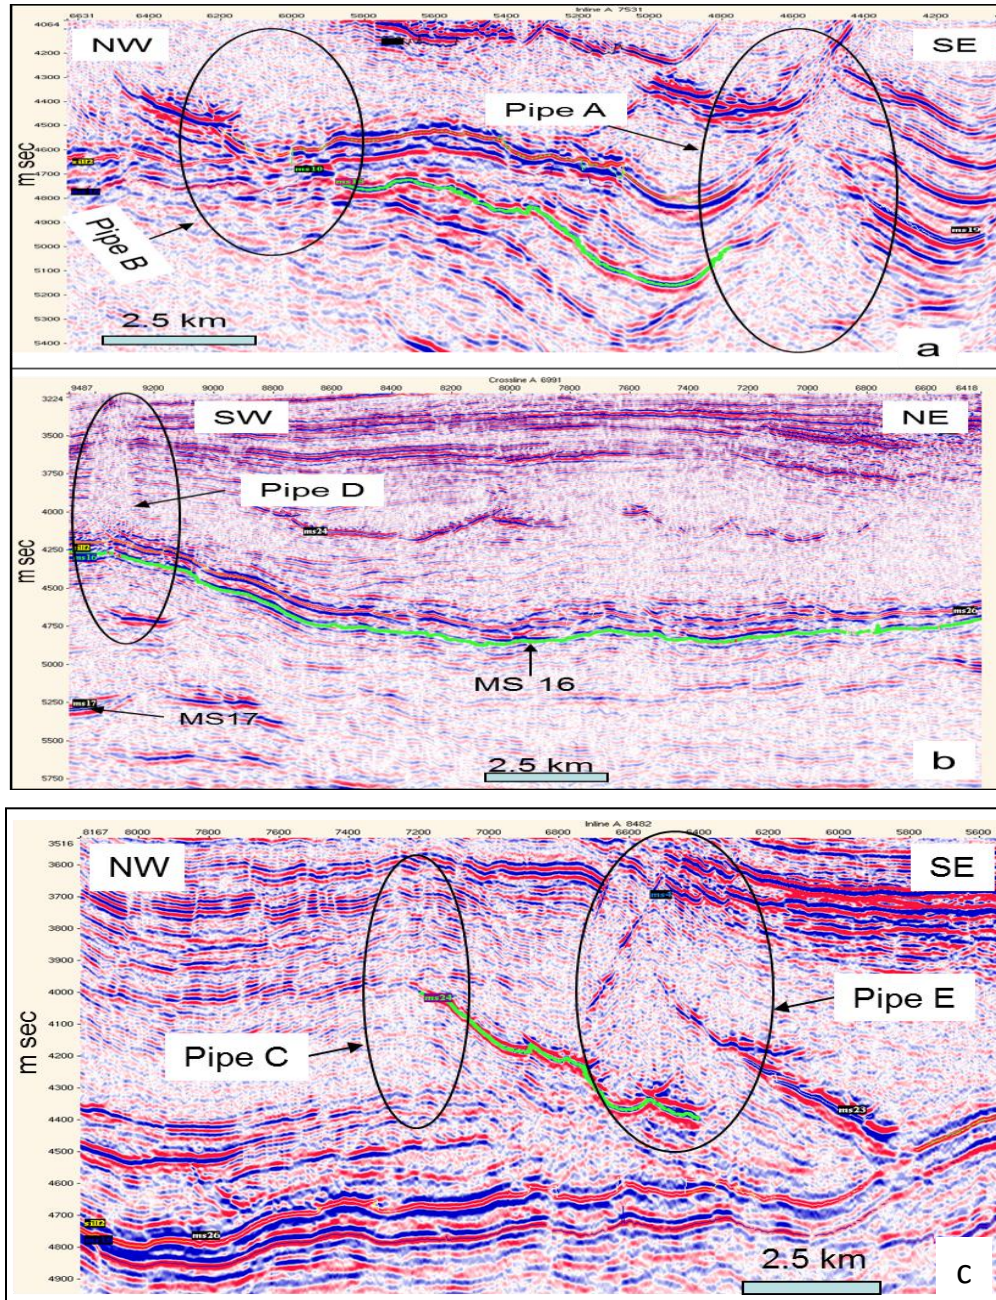 Inline A 7531
6631 6400 6200 6000 5800 5600 5400 5200 5000 4800 4600 4400 4200
4064
4200
4300
4400
4500
4600
4700
4800
4900
5000
5100
5200
5300
5400
m sec
NW
SE
Pipe A
Pipe B
sill2
ms19
2.5 km
a
Crossline A 6991
9487 9200 9000 8800 8600 8400 8200 8000 7800 7600 7400 7200 7000 6800 6600 6418
3224
3500
3750
4000
4250
4500
4750
5000
5250
5500
5750
m sec
SW
NE
Pipe D
ms24
sill2
ms16
ms26
MS 16
ms17
MS17
2.5 km
b
Inline A 8482
8167 8000 7800 7600 7400 7200 7000 6800 6600 6400 6200 6000 5800 5600
3516
3600
3700
3800
3900
4000
4100
4200
4300
4400
4500
4600
4700
4800
4900
m sec
NW
SE
ms24
Pipe E
Pipe C
ms23
sill2
ms26
2.5 km
c